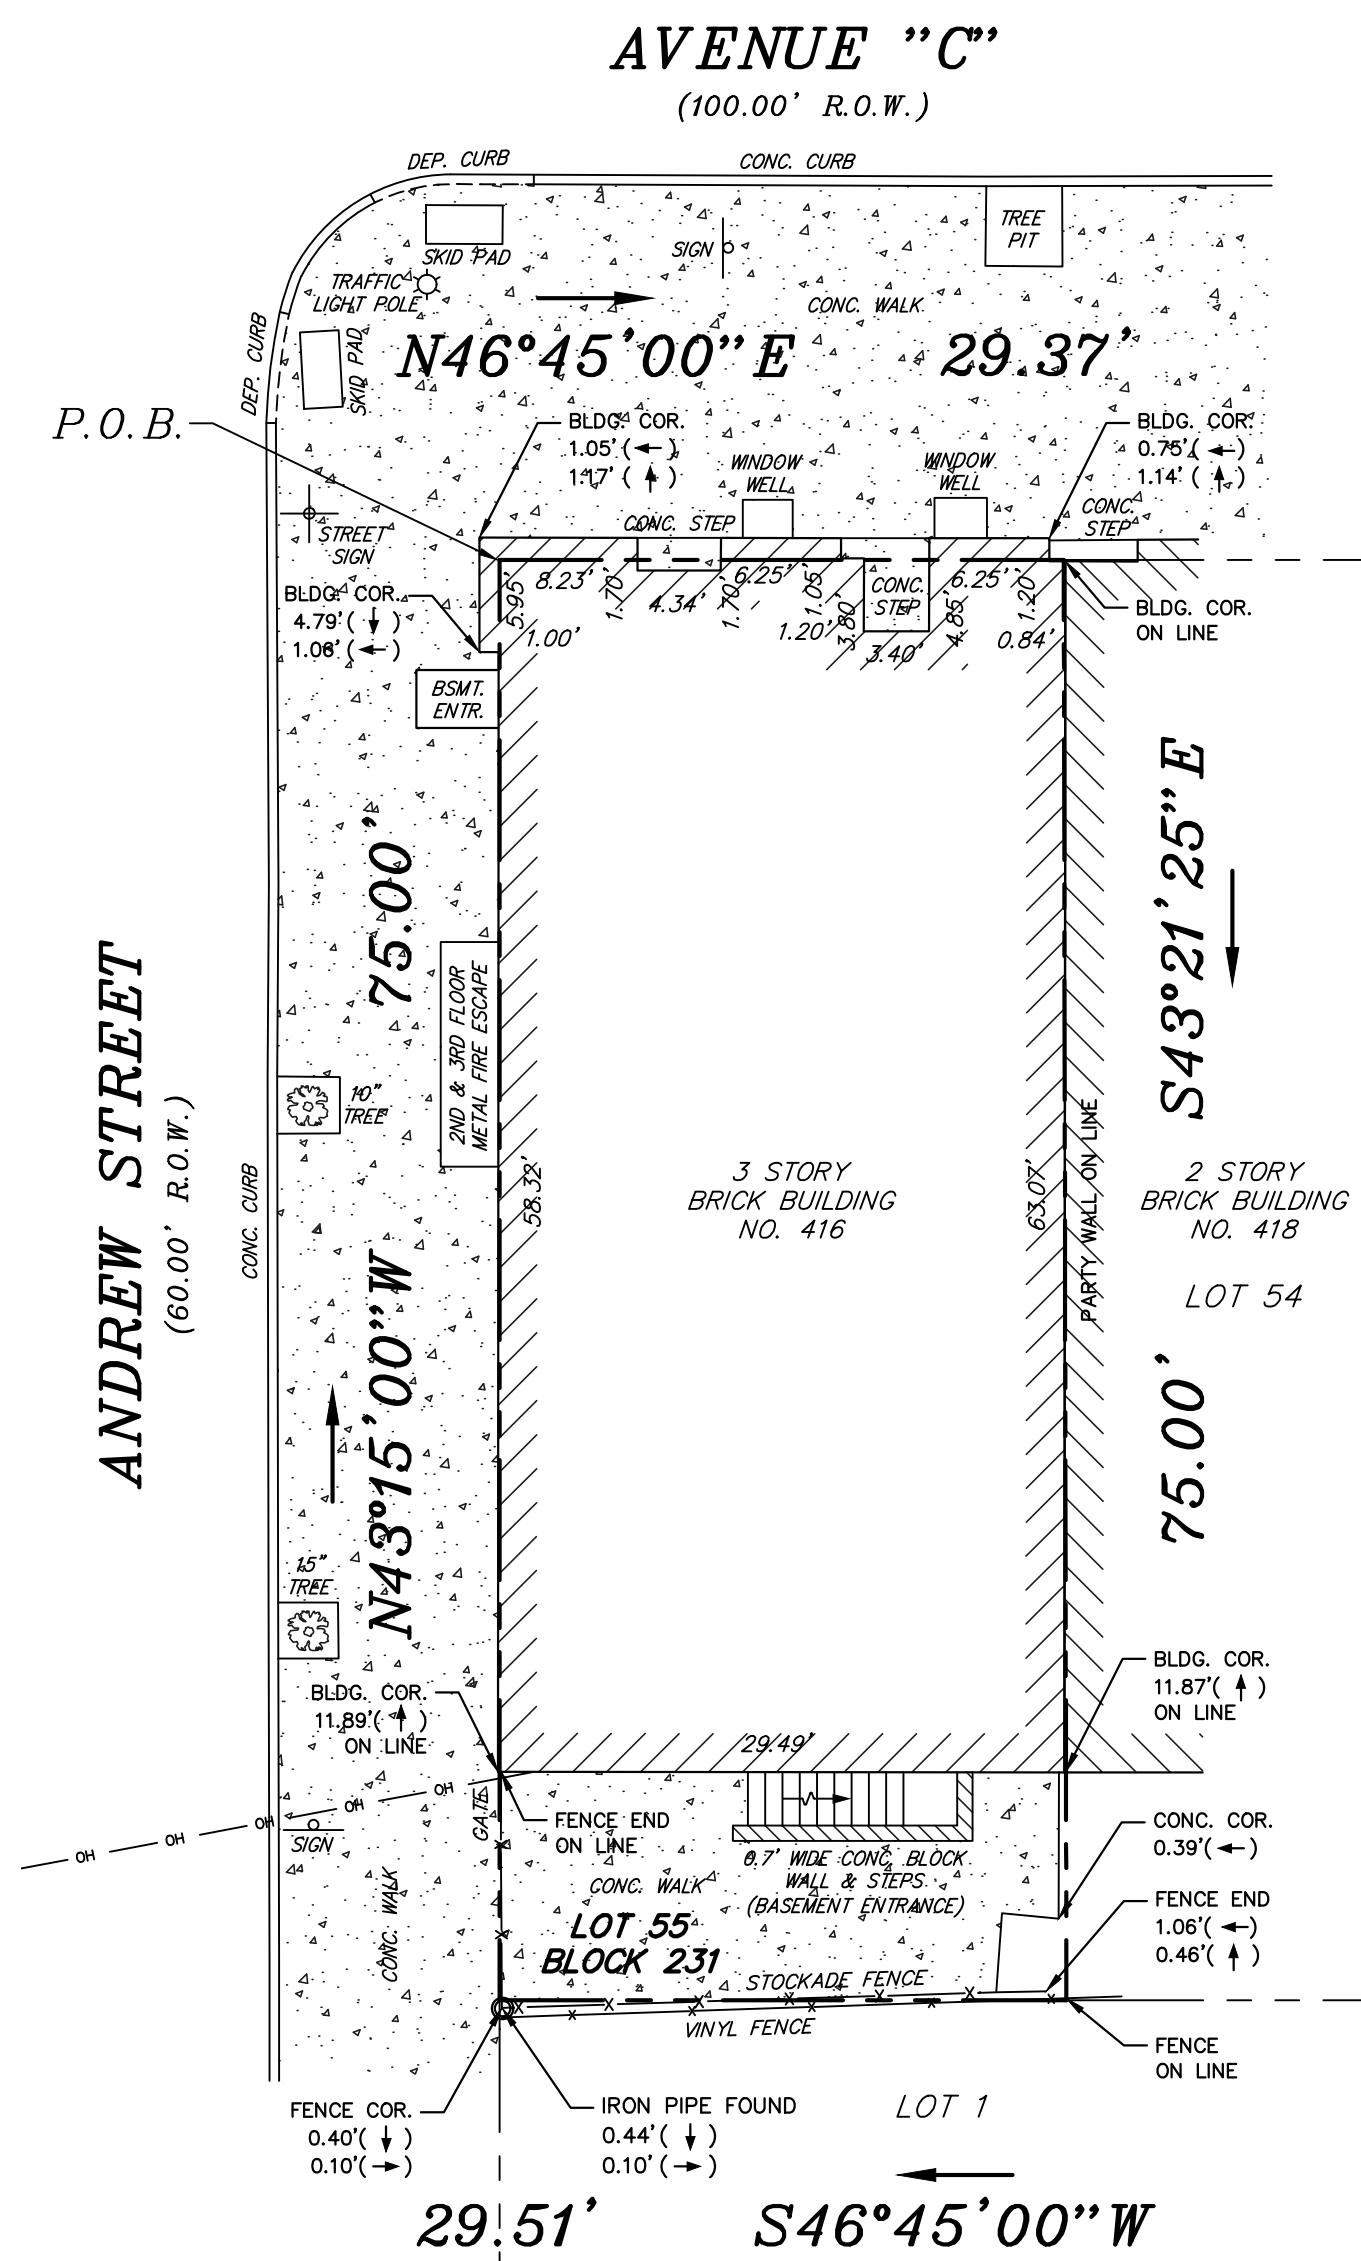 AVENUE "C"
(100.00' R.O.W.)
DEP. CURB
CONC. CURB
TREE
PIT
SIGN
SKID PAD
TRAFFIC
LIGHT POLE
CONC. WALK
DEP. CURB
SKID PAD
N46°45'00"E 29.37'
P.O.B.
BLDG. COR.
1.05' (←)
1.17' (↑)
WINDOW
WELL
WINDOW
WELL
BLDG. COR.
0.75' (←)
1.14' (↑)
CONC. STEP
CONC.
STEP
STREET
SIGN
BLDG. COR.
4.79' (↓)
1.06' (←)
5.95'
8.23'
1.70'
4.34'
1.70'
6.25'
1.05'
1.20'
3.80'
CONC.
STEP
3.40'
4.85'
6.25'
1.20'
0.84'
1.00'
BLDG. COR.
ON LINE
BSMT.
ENTR.
75.00'
N43°15'00"W
2ND & 3RD FLOOR
METAL FIRE ESCAPE
S43°21'25"E
75.00'
ANDREW STREET
(60.00' R.O.W.)
CONC. CURB
10"
TREE
58.32'
3 STORY
BRICK BUILDING
NO. 416
63.07'
PARTY WALL ON LINE
2 STORY
BRICK BUILDING
NO. 418
LOT 54
15"
TREE
BLDG. COR.
11.89' (↑)
ON LINE
29.49'
BLDG. COR.
11.87' (↑)
ON LINE
OH
OH
OH
OH
OH
SIGN
GATE
FENCE END
ON LINE
CONC. WALK
CONC. WALK
0.7' WIDE CONC. BLOCK
WALL & STEPS
(BASEMENT ENTRANCE)
CONC. COR.
0.39' (←)
FENCE END
1.06' (←)
0.46' (↑)
LOT 55
BLOCK 231
STOCKADE FENCE
VINYL FENCE
FENCE
ON LINE
FENCE COR.
0.40' (↓)
0.10' (→)
IRON PIPE FOUND
0.44' (↓)
0.10' (→)
LOT 1
29.51' S46°45'00"W